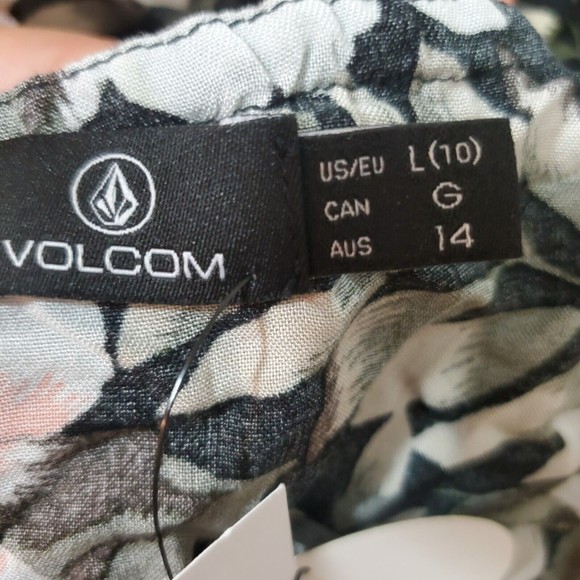 VOLCOM
US/EU L(10)
CAN G
AUS 14